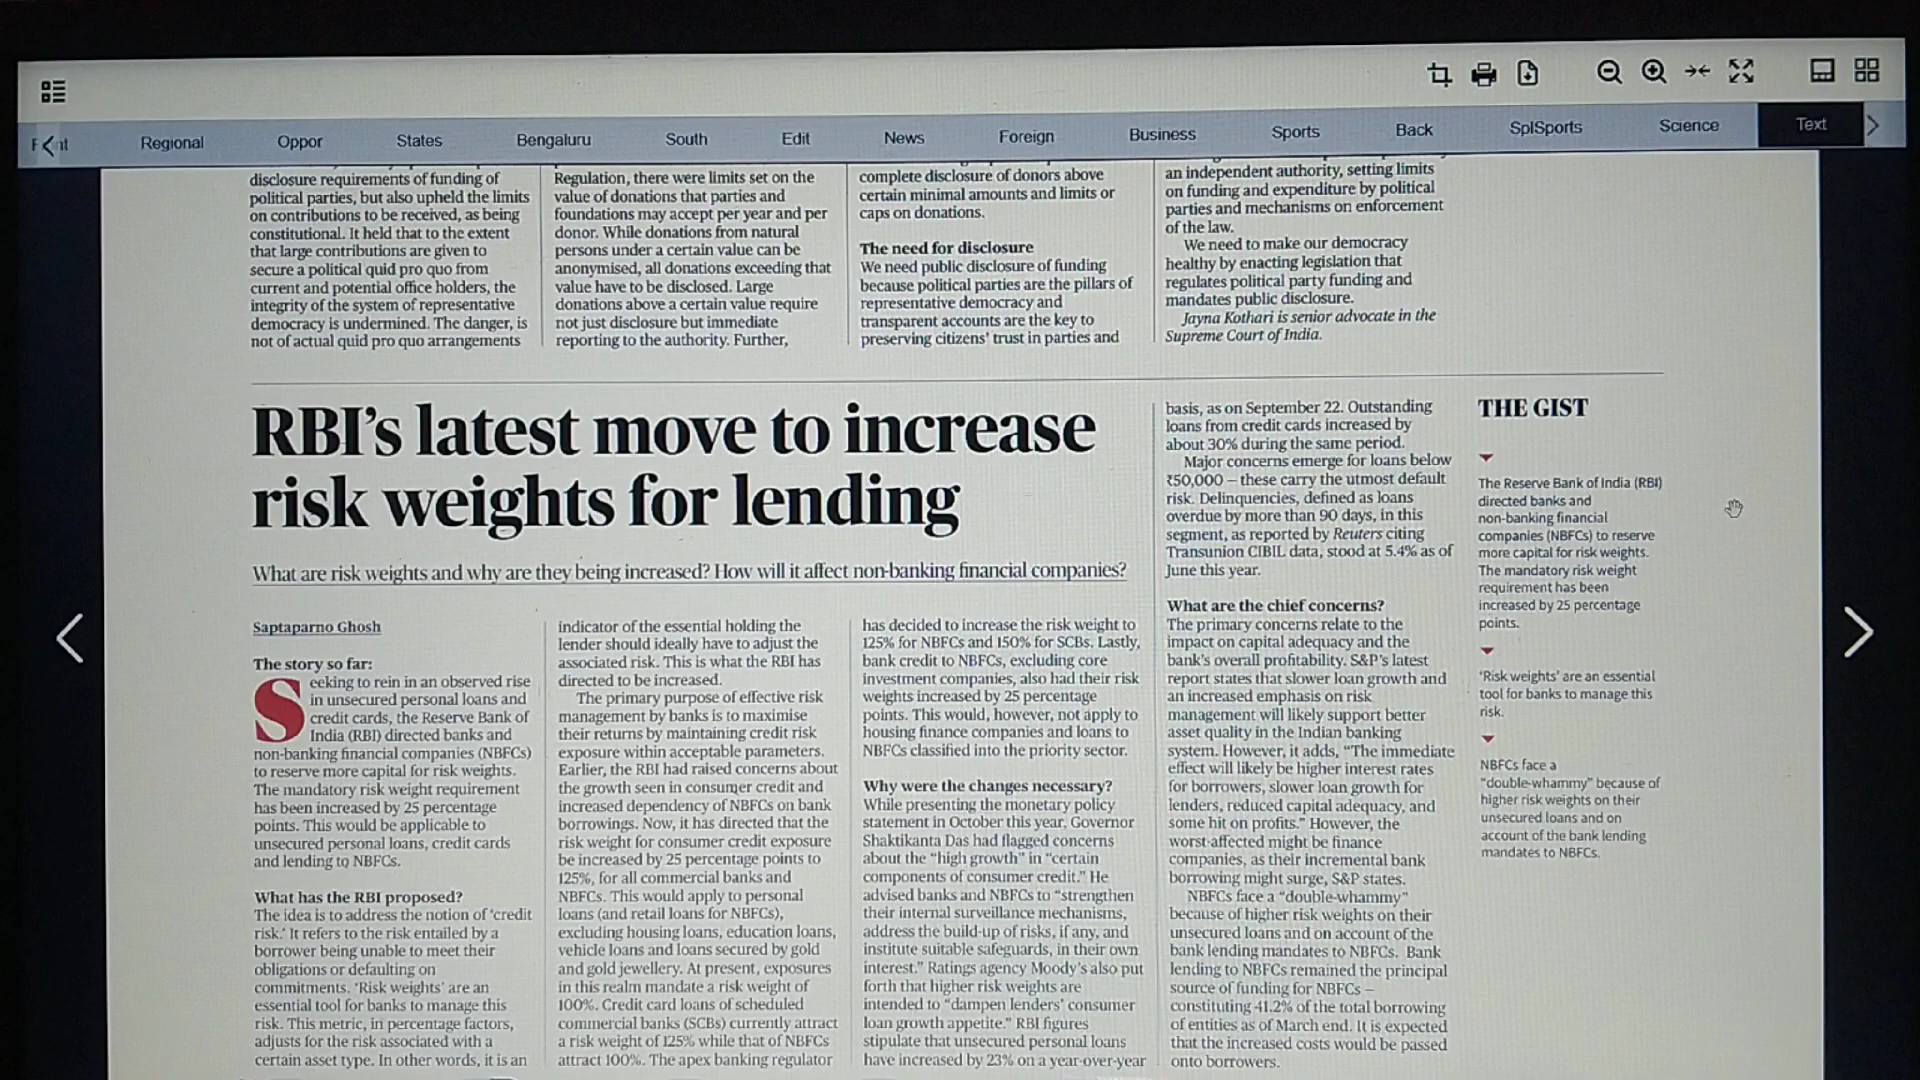 Regional
Oppor
States
Bengaluru
South
Edit
News
Foreign
Business
Sports
Back
SplSports
Science
Text
disclosure requirements of funding of
political parties, but also upheld the limits
on contributions to be received, as being
constitutional. It held that to the extent
that large contributions are given to
secure a political quid pro quo from
current and potential office holders, the
integrity of the system of representative
democracy is undermined. The danger, is
not of actual quid pro quo arrangements
Regulation, there were limits set on the
value of donations that parties and
foundations may accept per year and per
donor. While donations from natural
persons under a certain value can be
anonymised, all donations exceeding that
value have to be disclosed. Large
donations above a certain value require
not just disclosure but immediate
reporting to the authority. Further,
complete disclosure of donors above
certain minimal amounts and limits or
caps on donations.
The need for disclosure
We need public disclosure of funding
because political parties are the pillars of
representative democracy and
transparent accounts are the key to
preserving citizens' trust in parties and
an independent authority, setting limits
on funding and expenditure by political
parties and mechanisms on enforcement
of the law.
We need to make our democracy
healthy by enacting legislation that
regulates political party funding and
mandates public disclosure.
Jayna Kothari is senior advocate in the
Supreme Court of India.
RBI's latest move to increase
risk weights for lending
What are risk weights and why are they being increased? How will it affect non-banking financial companies?
Saptaparno Ghosh
The story so far:
Seeking to rein in an observed rise
in unsecured personal loans and
credit cards, the Reserve Bank of
India (RBI) directed banks and
non-banking financial companies (NBFCs)
to reserve more capital for risk weights.
The mandatory risk weight requirement
has been increased by 25 percentage
points. This would be applicable to
unsecured personal loans, credit cards
and lending to NBFCs.
What has the RBI proposed?
The idea is to address the notion of 'credit
risk.' It refers to the risk entailed by a
borrower being unable to meet their
obligations or defaulting on
commitments. 'Risk weights' are an
essential tool for banks to manage this
risk. This metric, in percentage factors,
adjusts for the risk associated with a
certain asset type. In other words, it is an
indicator of the essential holding the
lender should ideally have to adjust the
associated risk. This is what the RBI has
directed to be increased.
The primary purpose of effective risk
management by banks is to maximise
their returns by maintaining credit risk
exposure within acceptable parameters.
Earlier, the RBI had raised concerns about
the growth seen in consumer credit and
increased dependency of NBFCs on bank
borrowings. Now, it has directed that the
risk weight for consumer credit exposure
be increased by 25 percentage points to
125%, for all commercial banks and
NBFCs. This would apply to personal
loans (and retail loans for NBFCs),
excluding housing loans, education loans,
vehicle loans and loans secured by gold
and gold jewellery. At present, exposures
in this realm mandate a risk weight of
100%. Credit card loans of scheduled
commercial banks (SCBs) currently attract
a risk weight of 125% while that of NBFCs
attract 100%. The apex banking regulator
has decided to increase the risk weight to
125% for NBFCs and 150% for SCBs. Lastly,
bank credit to NBFCs, excluding core
investment companies, also had their risk
weights increased by 25 percentage
points. This would, however, not apply to
housing finance companies and loans to
NBFCs classified into the priority sector.
Why were the changes necessary?
While presenting the monetary policy
statement in October this year, Governor
Shaktikanta Das had flagged concerns
about the "high growth" in "certain
components of consumer credit." He
advised banks and NBFCs to "strengthen
their internal surveillance mechanisms,
address the build-up of risks, if any, and
institute suitable safeguards, in their own
interest." Ratings agency Moody's also put
forth that higher risk weights are
intended to "dampen lenders' consumer
loan growth appetite." RBI figures
stipulate that unsecured personal loans
have increased by 23% on a year-over-year
basis, as on September 22. Outstanding
loans from credit cards increased by
about 30% during the same period.
Major concerns emerge for loans below
₹50,000 — these carry the utmost default
risk. Delinquencies, defined as loans
overdue by more than 90 days, in this
segment, as reported by Reuters citing
Transunion CIBIL data, stood at 5.4% as of
June this year.
What are the chief concerns?
The primary concerns relate to the
impact on capital adequacy and the
bank's overall profitability. S&P's latest
report states that slower loan growth and
an increased emphasis on risk
management will likely support better
asset quality in the Indian banking
system. However, it adds, "The immediate
effect will likely be higher interest rates
for borrowers, slower loan growth for
lenders, reduced capital adequacy, and
some hit on profits." However, the
worst-affected might be finance
companies, as their incremental bank
borrowing might surge, S&P states.
NBFCs face a "double-whammy"
because of higher risk weights on their
unsecured loans and on account of the
bank lending mandates to NBFCs. Bank
lending to NBFCs remained the principal
source of funding for NBFCs —
constituting 41.2% of the total borrowing
of entities as of March end. It is expected
that the increased costs would be passed
onto borrowers.
THE GIST
The Reserve Bank of India (RBI)
directed banks and
non-banking financial
companies (NBFCs) to reserve
more capital for risk weights.
The mandatory risk weight
requirement has been
increased by 25 percentage
points.
'Risk weights' are an essential
tool for banks to manage this
risk.
NBFCs face a
"double-whammy" because of
higher risk weights on their
unsecured loans and on
account of the bank lending
mandates to NBFCs.